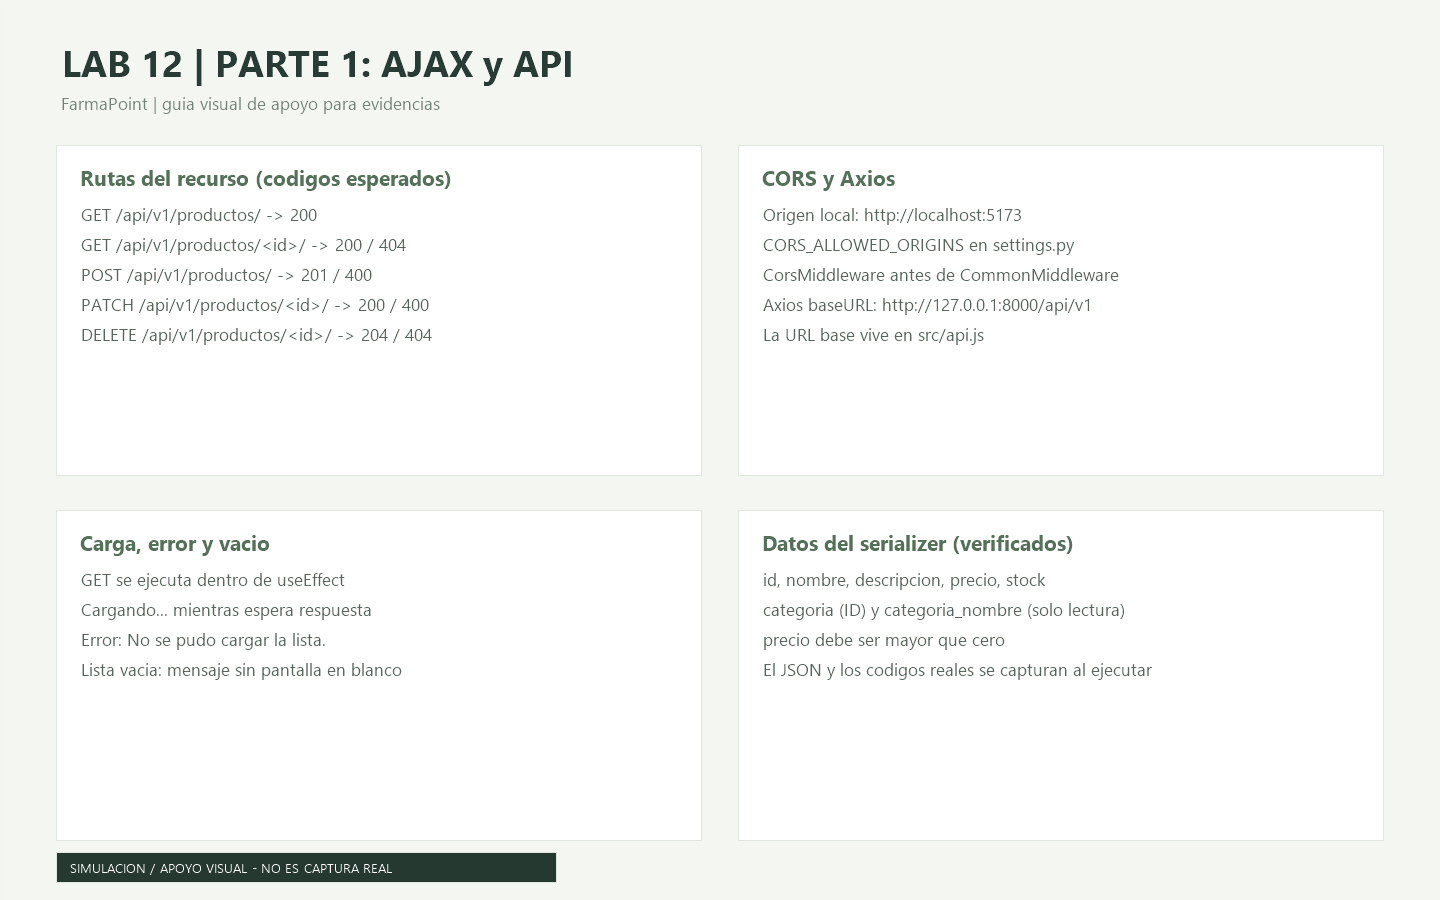 LAB 12 | PARTE 1: AJAX y API
FarmaPoint | guia visual de apoyo para evidencias
Rutas del recurso (codigos esperados)
GET /api/v1/productos/ -> 200
GET /api/v1/productos/<id>/ -> 200 / 404
POST /api/v1/productos/ -> 201 / 400
PATCH /api/v1/productos/<id>/ -> 200 / 400
DELETE /api/v1/productos/<id>/ -> 204 / 404
CORS y Axios
Origen local: http://localhost:5173
CORS_ALLOWED_ORIGINS en settings.py
CorsMiddleware antes de CommonMiddleware
Axios baseURL: http://127.0.0.1:8000/api/v1
La URL base vive en src/api.js
Carga, error y vacio
GET se ejecuta dentro de useEffect
Cargando... mientras espera respuesta
Error: No se pudo cargar la lista.
Lista vacia: mensaje sin pantalla en blanco
Datos del serializer (verificados)
id, nombre, descripcion, precio, stock
categoria (ID) y categoria_nombre (solo lectura)
precio debe ser mayor que cero
El JSON y los codigos reales se capturan al ejecutar
SIMULACION / APOYO VISUAL - NO ES CAPTURA REAL